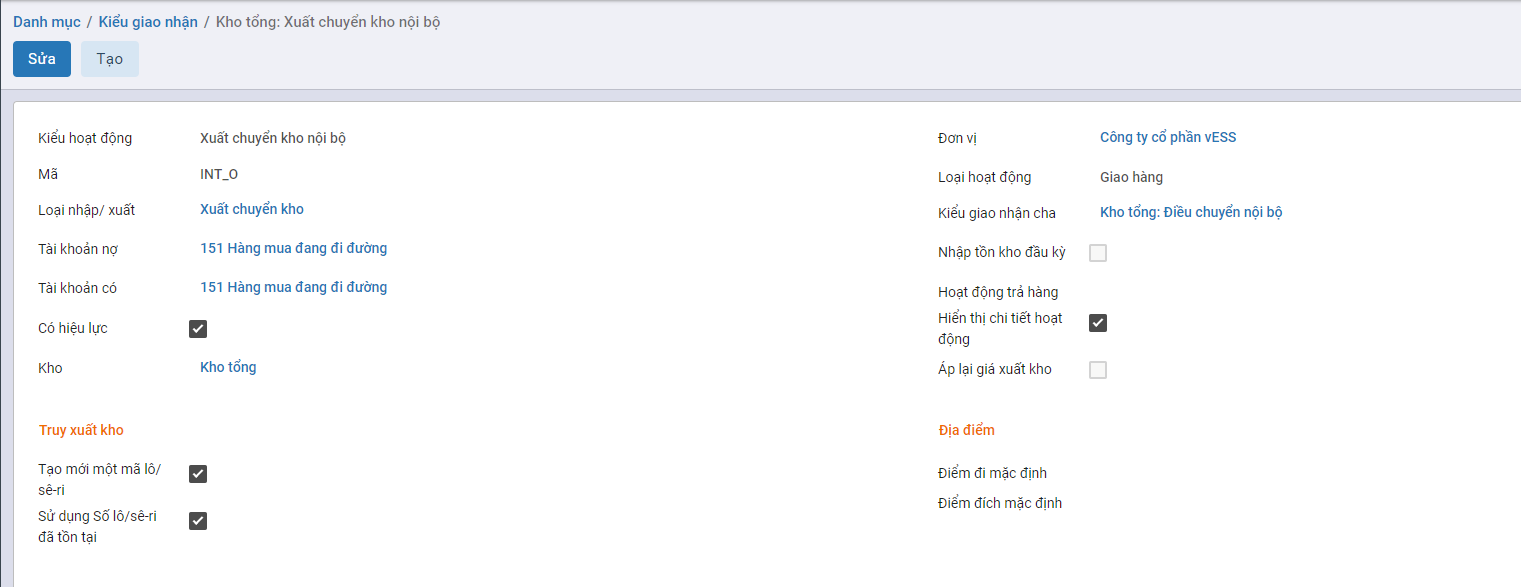 Danh mục / Kiểu giao nhận / Kho tổng: Xuất chuyển kho nội bộ
Sửa Tạo
Kiểu hoạt động Xuất chuyển kho nội bộ
Mã INT_O
Loại nhập/ xuất Xuất chuyển kho
Tài khoản nợ 151 Hàng mua đang đi đường
Tài khoản có 151 Hàng mua đang đi đường
Có hiệu lực
Kho Kho tổng
Đơn vị Công ty cổ phần vESS
Loại hoạt động Giao hàng
Kiểu giao nhận cha Kho tổng: Điều chuyển nội bộ
Nhập tồn kho đầu kỳ
Hoạt động trả hàng
Hiển thị chi tiết hoạt
động
Áp lại giá xuất kho
Truy xuất kho
Tạo mới một mã lô/
sê-ri
Sử dụng Số lô/sê-ri
đã tồn tại
Địa điểm
Điểm đi mặc định
Điểm đích mặc định